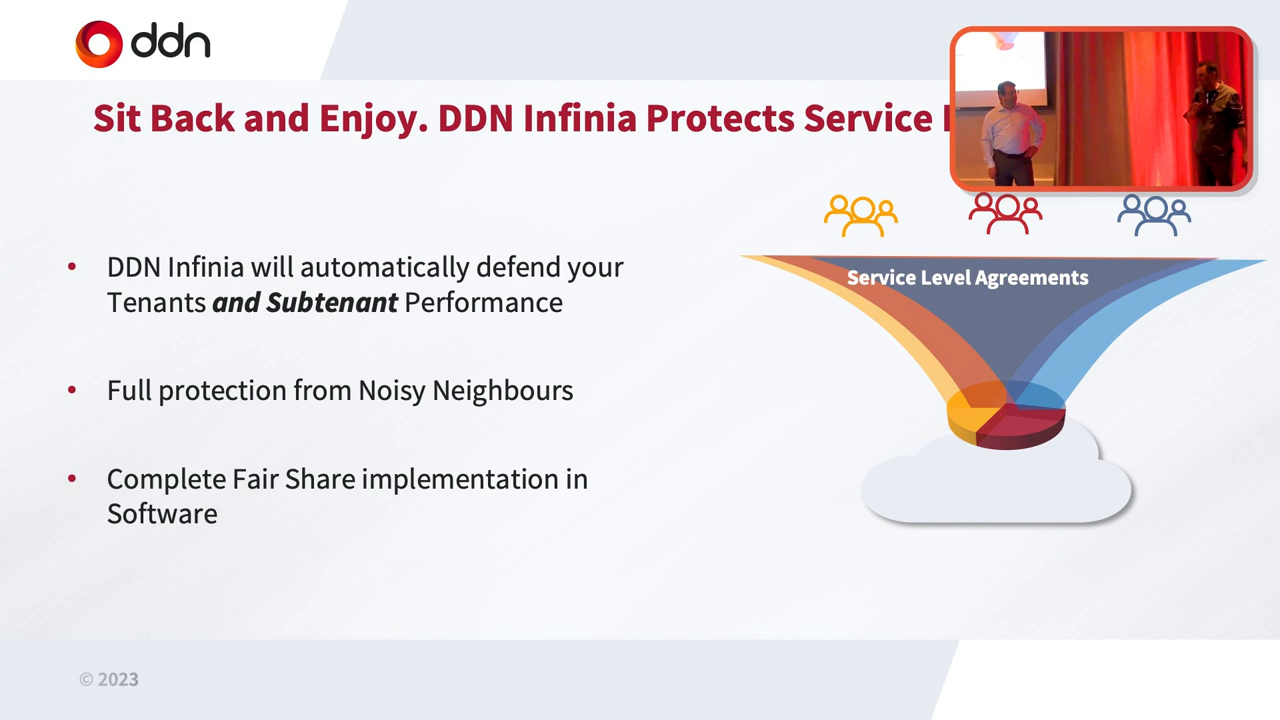 ddn
Sit Back and Enjoy. DDN Infinia Protects Service
DDN Infinia will automatically defend your
Tenants and Subtenant Performance
Full protection from Noisy Neighbours
Complete Fair Share implementation in
Software
Service Level Agreements
© 2023